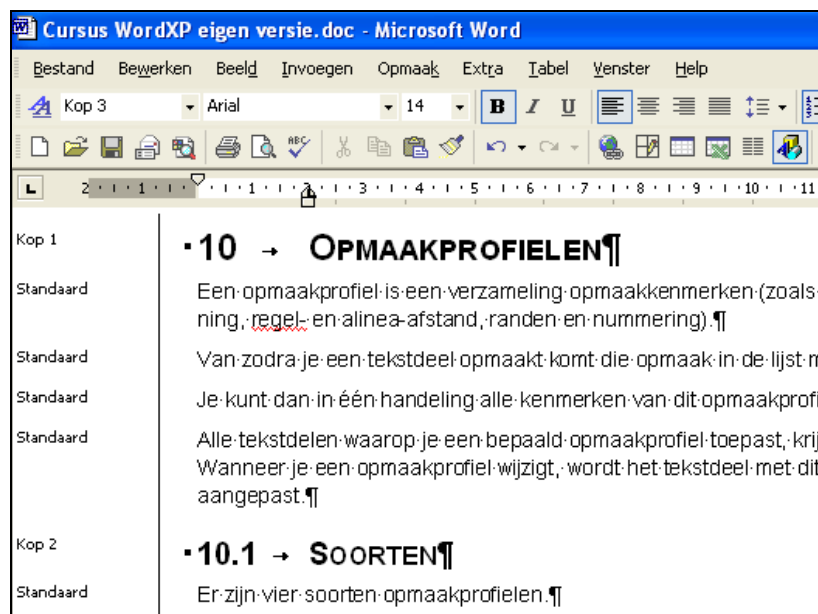 Cursus WordXP eigen versie.doc - Microsoft Word
Bestand Bewerken Beeld Invoegen Opmaak Extra Tabel Venster Help
Kop 3 Arial 14 B I U
ABC
L 2 1 1 2 3 4 5 6 7 8 9 10 11
Kop 1 10 → OPMAAKPROFIELEN¶
Standaard Een opmaakprofiel is een verzameling opmaakkenmerken (zoals
ning, regel- en alinea-afstand, randen en nummering).¶
Standaard Van zodra je een tekstdeel opmaakt komt die opmaak in de lijst
Standaard Je kunt dan in één handeling alle kenmerken van dit opmaakprofi
Standaard Alle tekstdelen waarop je een bepaald opmaakprofiel toepast, krij
Wanneer je een opmaakprofiel wijzigt, wordt het tekstdeel met dit
aangepast.¶
Kop 2 10.1 → SOORTEN¶
Standaard Er zijn vier soorten opmaakprofielen.¶